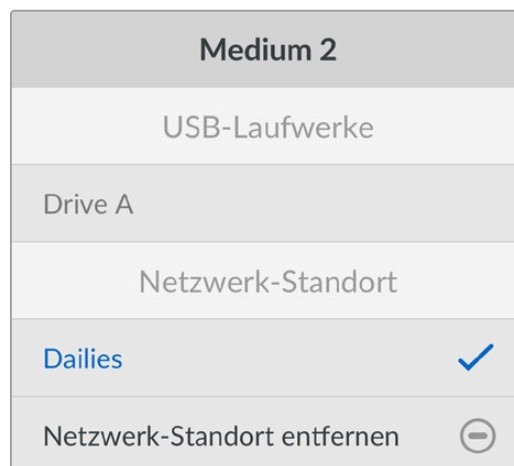 Medium 2
USB-Laufwerke
Drive A
Netzwerk-Standort
Dailies
Netzwerk-Standort entfernen